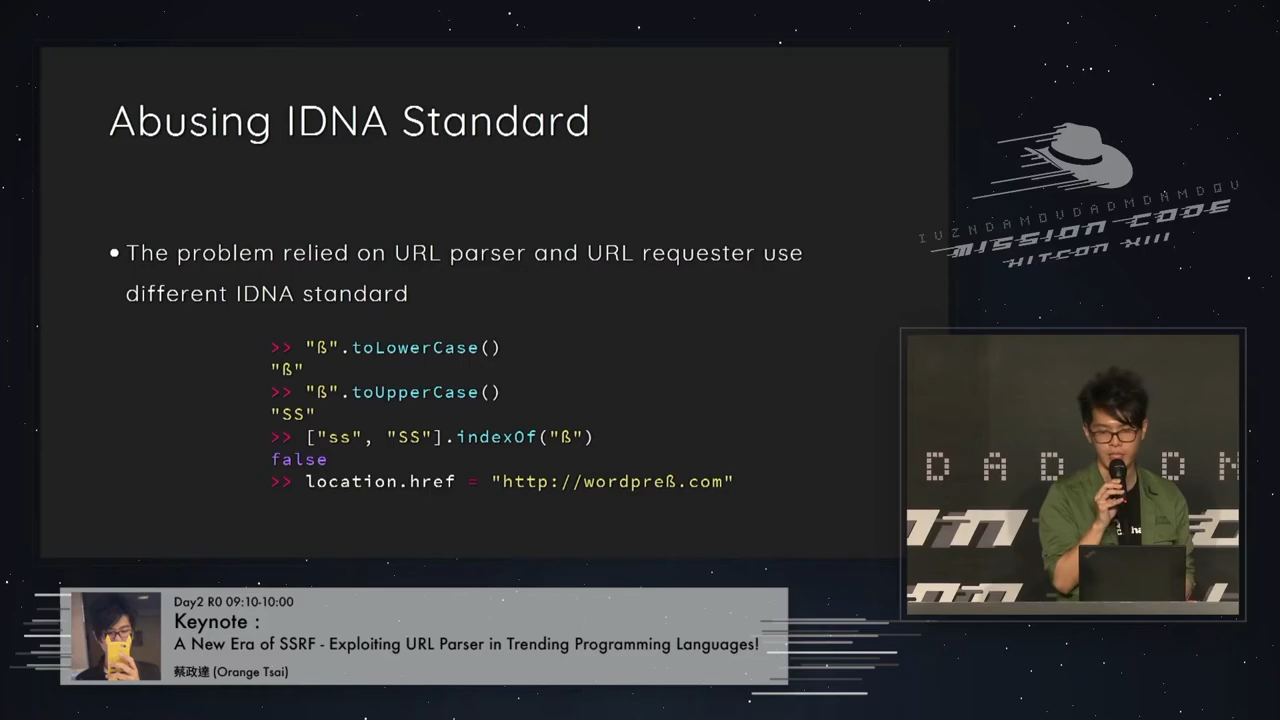 Abusing IDNA Standard
• The problem relied on URL parser and URL requester use
different IDNA standard
>> "ß".toLowerCase()
"ß"
>> "ß".toUpperCase()
"SS"
>> ["ss", "SS"].indexOf("ß")
false
>> location.href = "http://wordpreß.com"
IVZNDAMOVDADMDNMDQV
MISSION CODE
HITCON XIII
DAD
Day2 R0 09:10-10:00
Keynote :
A New Era of SSRF - Exploiting URL Parser in Trending Programming Languages!
蔡政達 (Orange Tsai)